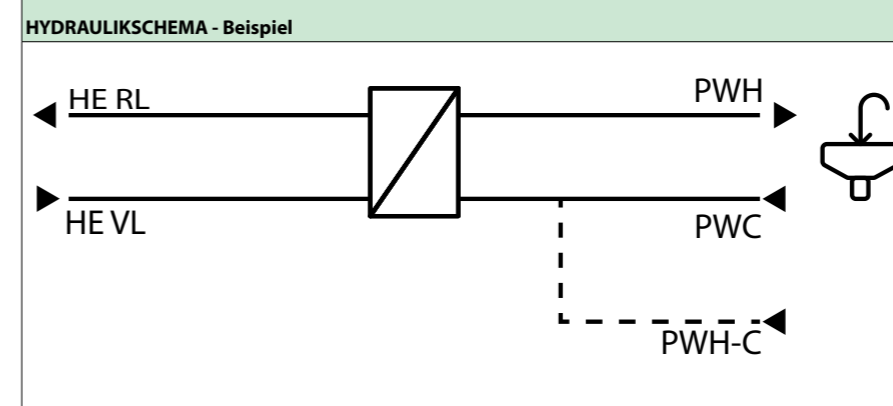 HYDRAULIKSCHEMA - Beispiel
HE RL
PWH
HE VL
PWC
PWH-C